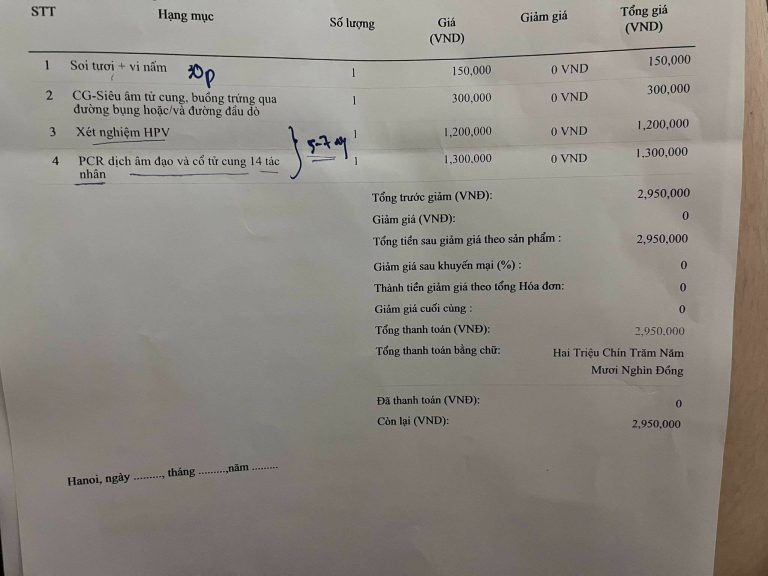 STT Hạng mục Số lượng Giá (VND) Giảm giá Tổng giá (VND)
1 Soi tươi + vi nấm 1 150,000 0 VND 150,000
30p
2 CG-Siêu âm tử cung, buồng trứng qua đường bụng hoặc/và đường đầu dò 1 300,000 0 VND 300,000
3 Xét nghiệm HPV 1 1,200,000 0 VND 1,200,000
5-7
4 PCR dịch âm đạo và cổ tử cung 14 tác nhân 1 1,300,000 0 VND 1,300,000
Tổng trước giảm (VNĐ): 2,950,000
Giảm giá (VNĐ): 0
Tổng tiền sau giảm giá theo sản phẩm : 2,950,000
Giảm giá sau khuyến mại (%) : 0
Thành tiền giảm giá theo tổng Hóa đơn: 0
Giảm giá cuối cùng : 0
Tổng thanh toán (VNĐ): 2,950,000
Tổng thanh toán bằng chữ: Hai Triệu Chín Trăm Năm
Mươi Nghìn Đồng
Đã thanh toán (VNĐ): 0
Còn lại (VNĐ): 2,950,000
Hanoi, ngày ........., tháng .........,năm .........